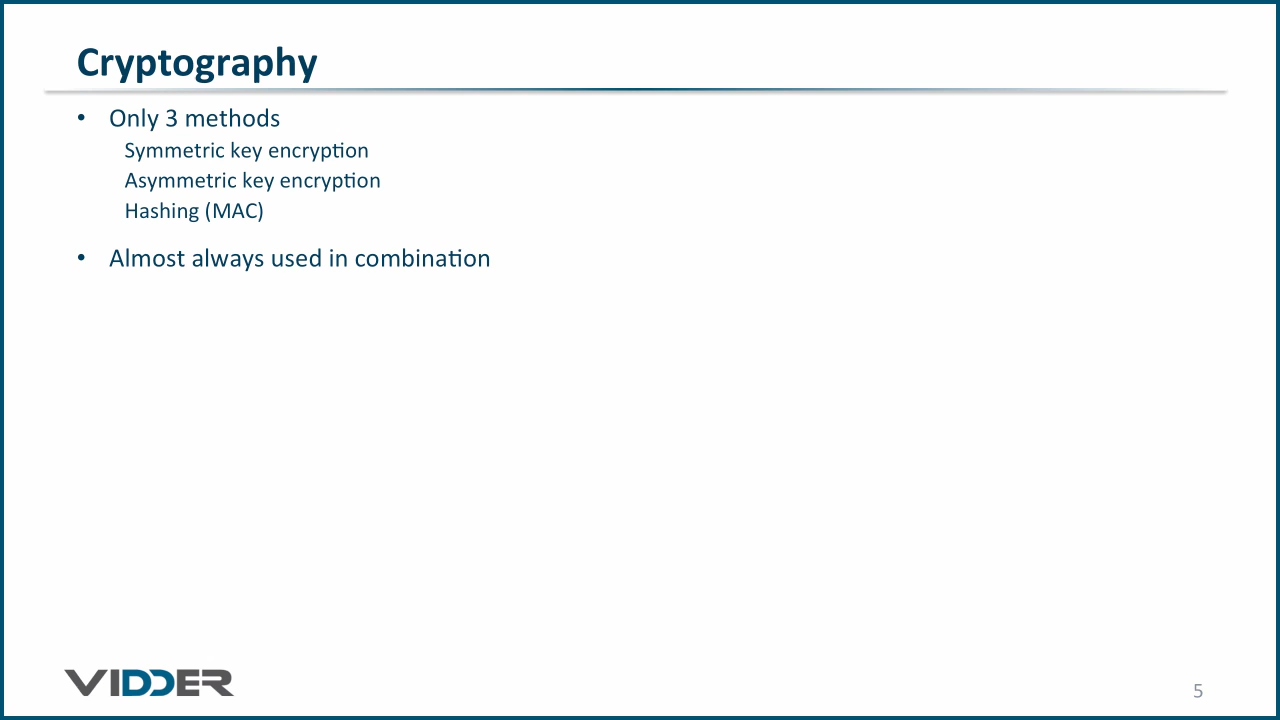 Cryptography
• Only 3 methods
Symmetric key encryption
Asymmetric key encryption
Hashing (MAC)
• Almost always used in combination
VIDDER
5